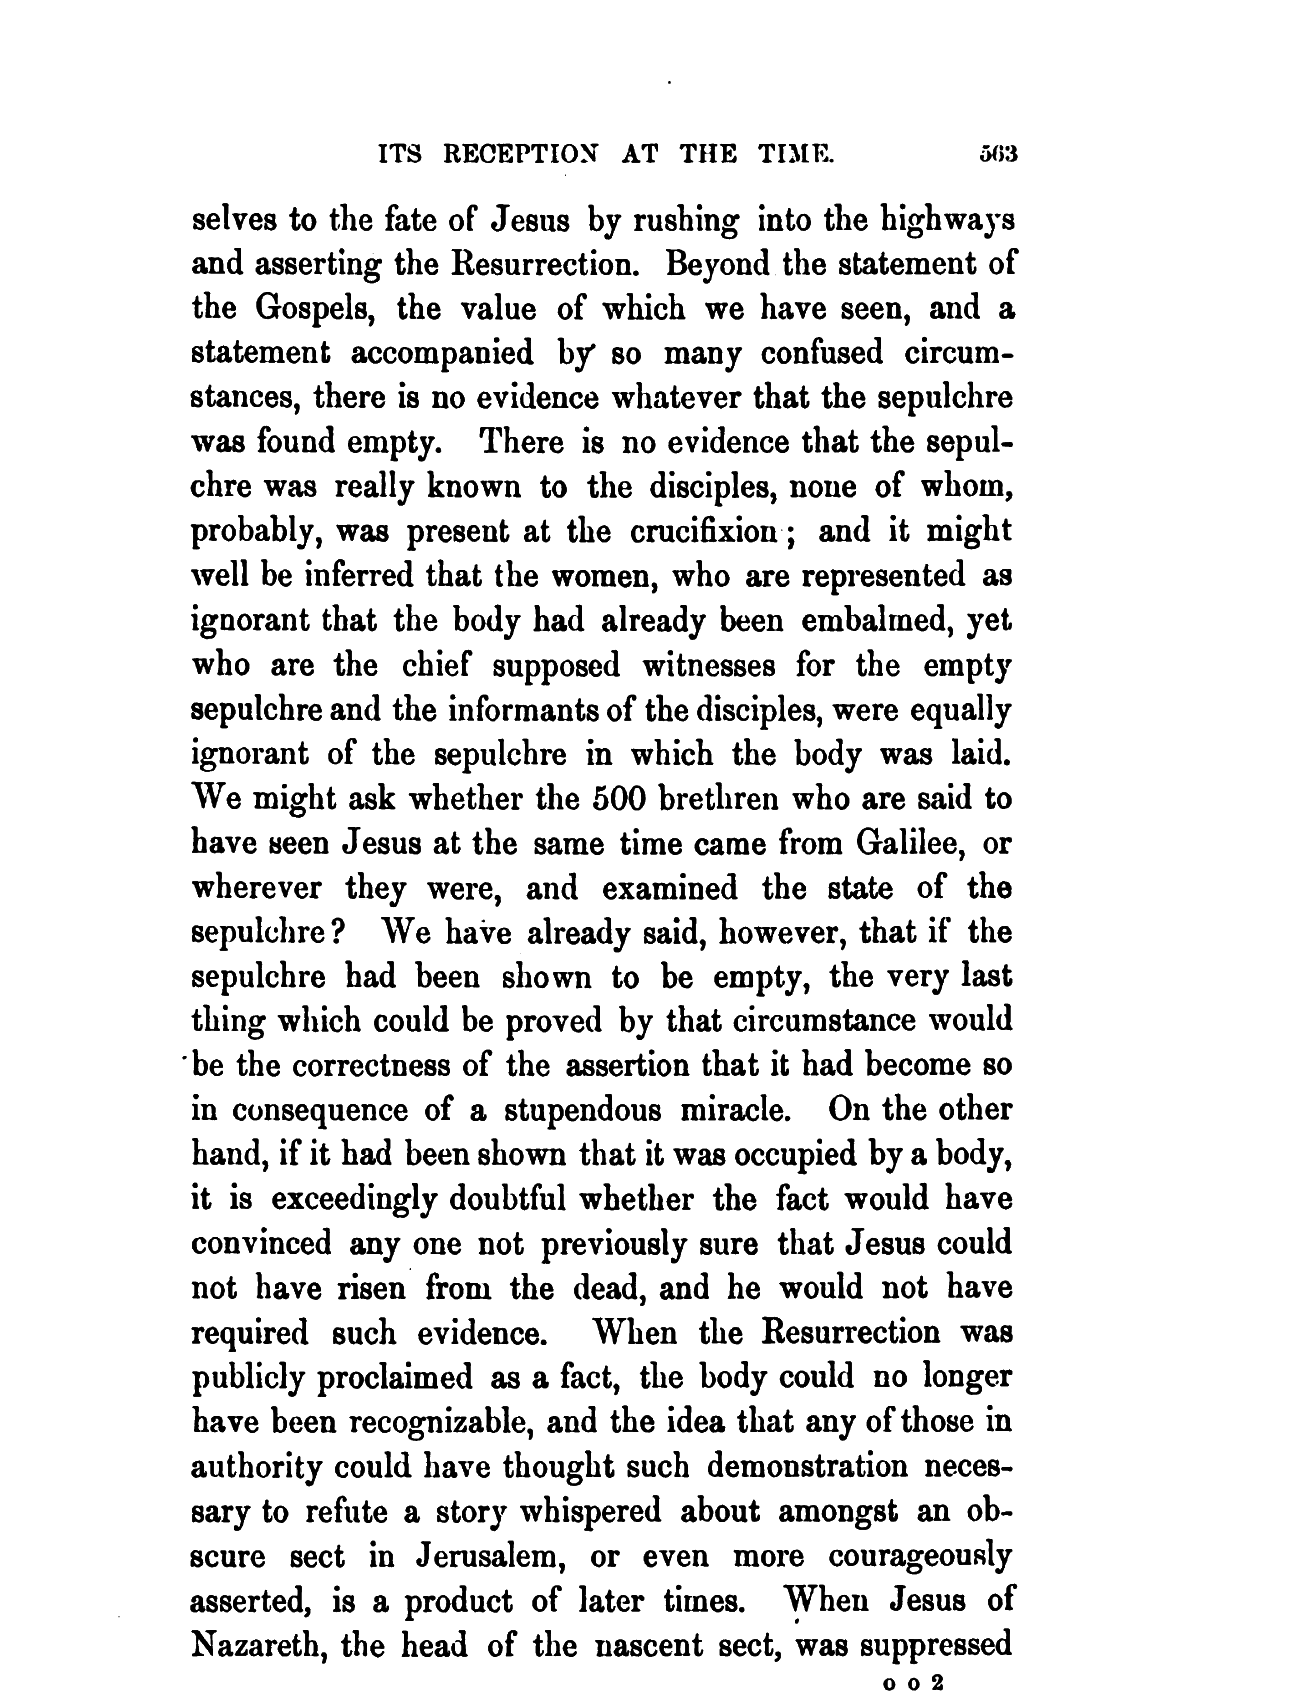 ITS RECEPTION AT THE TIME. 563
selves to the fate of Jesus by rushing into the highways
and asserting the Resurrection. Beyond the statement of
the Gospels, the value of which we have seen, and a
statement accompanied by so many confused circum-
stances, there is no evidence whatever that the sepulchre
was found empty. There is no evidence that the sepul-
chre was really known to the disciples, none of whom,
probably, was present at the crucifixion; and it might
well be inferred that the women, who are represented as
ignorant that the body had already been embalmed, yet
who are the chief supposed witnesses for the empty
sepulchre and the informants of the disciples, were equally
ignorant of the sepulchre in which the body was laid.
We might ask whether the 500 brethren who are said to
have seen Jesus at the same time came from Galilee, or
wherever they were, and examined the state of the
sepulchre? We have already said, however, that if the
sepulchre had been shown to be empty, the very last
thing which could be proved by that circumstance would
be the correctness of the assertion that it had become so
in consequence of a stupendous miracle. On the other
hand, if it had been shown that it was occupied by a body,
it is exceedingly doubtful whether the fact would have
convinced any one not previously sure that Jesus could
not have risen from the dead, and he would not have
required such evidence. When the Resurrection was
publicly proclaimed as a fact, the body could no longer
have been recognizable, and the idea that any of those in
authority could have thought such demonstration neces-
sary to refute a story whispered about amongst an ob-
scure sect in Jerusalem, or even more courageously
asserted, is a product of later times. When Jesus of
Nazareth, the head of the nascent sect, was suppressed
o o 2